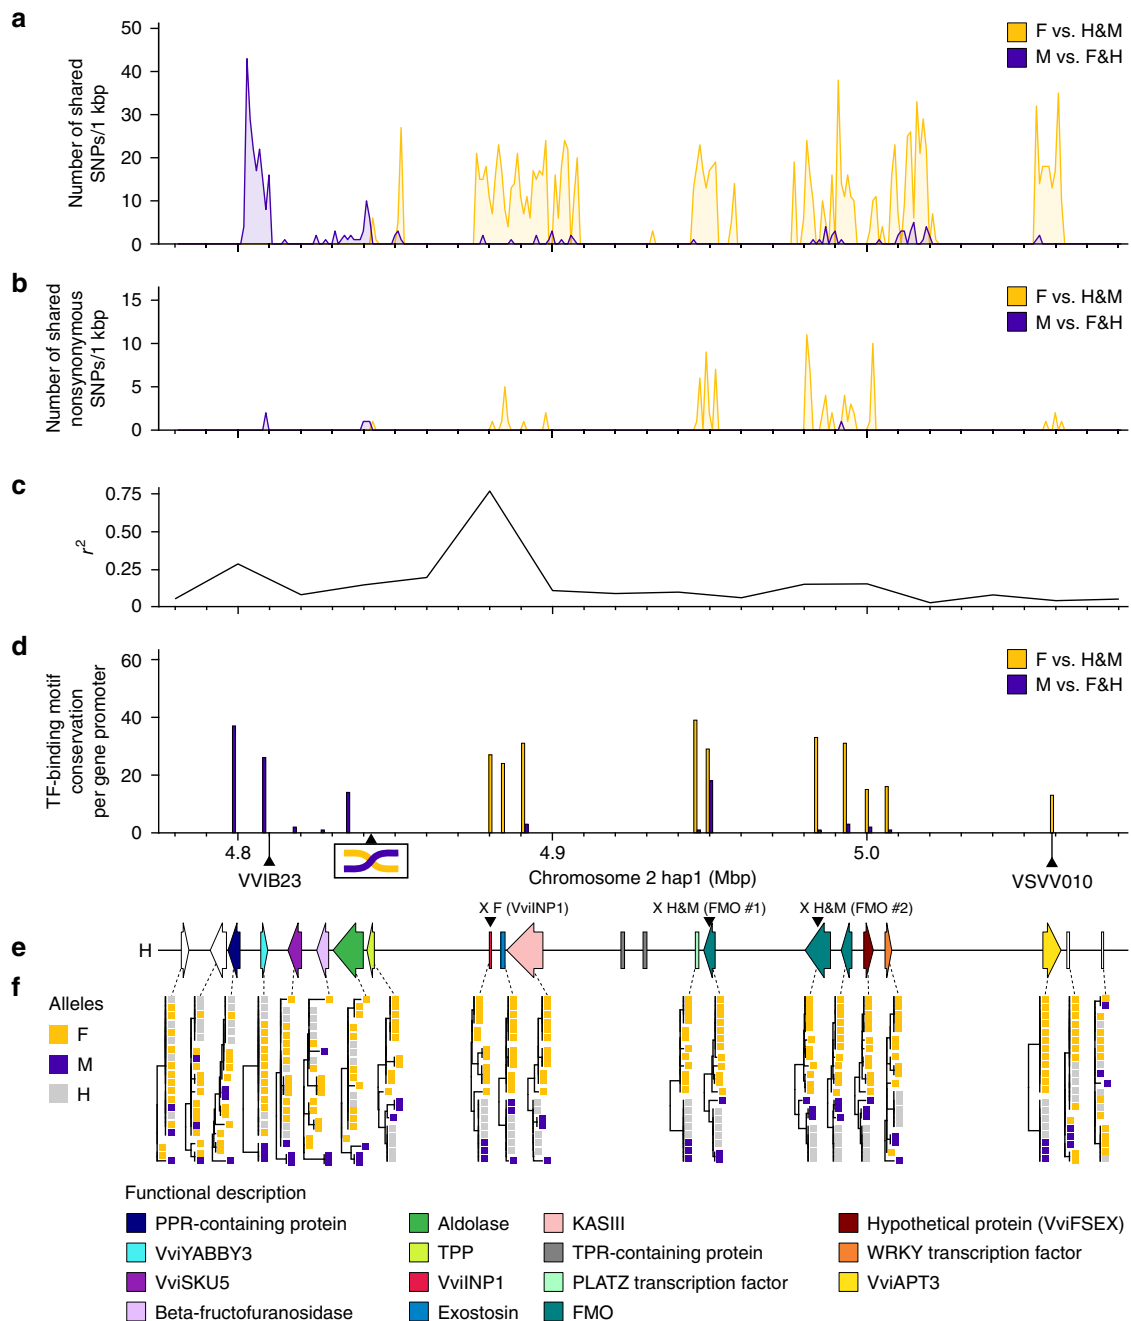 a
Number of shared
SNPs/1 kbp
50
40
30
20
10
0
F vs. H&M
M vs. F&H
b
Number of shared
nonsynonymous
SNPs/1 kbp
15
10
5
0
F vs. H&M
M vs. F&H
c
r2
0.75
0.50
0.25
0
d
TF-binding motif
conservation
per gene promoter
60
40
20
0
F vs. H&M
M vs. F&H
4.8
4.9
5.0
VVIB23
Chromosome 2 hap1 (Mbp)
VSVV010
X F (VviINP1)
X H&M (FMO #1)
X H&M (FMO #2)
e
H
f
Alleles
F
M
H
Functional description
PPR-containing protein
VviYABBY3
VviSKU5
Beta-fructofuranosidase
Aldolase
TPP
VviINP1
Exostosin
KASIII
TPR-containing protein
PLATZ transcription factor
FMO
Hypothetical protein (VviFSEX)
WRKY transcription factor
VviAPT3